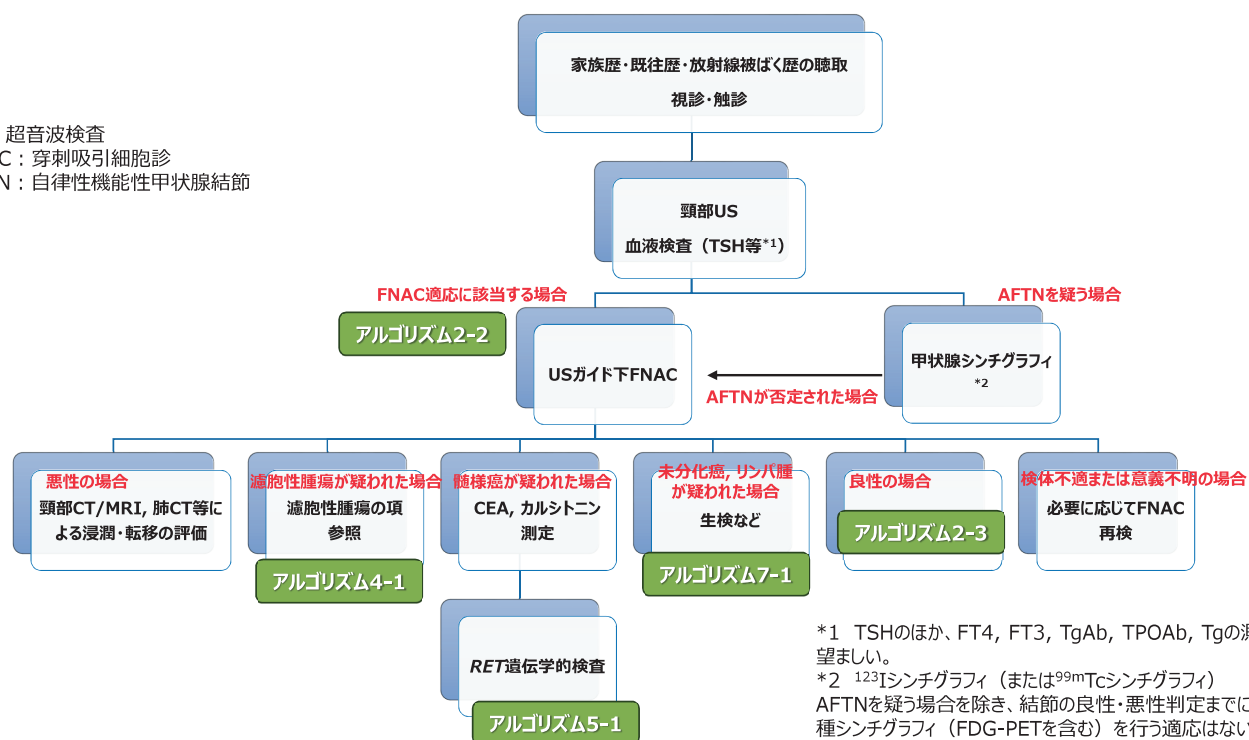 家族歴・既往歴・放射線被ばく歴の聴取
視診・触診
超音波検査
C：穿刺吸引細胞診
N：自律性機能性甲状腺結節
頸部US
血液検査（TSH等*1）
FNAC適応に該当する場合
AFTNを疑う場合
アルゴリズム2-2
USガイド下FNAC
甲状腺シンチグラフィ
*2
AFTNが否定された場合
悪性の場合
頸部CT/MRI, 肺CT等に
よる浸潤・転移の評価
濾胞性腫瘍が疑われた場合
濾胞性腫瘍の項
参照
アルゴリズム4-1
髄様癌が疑われた場合
CEA, カルシトニン
測定
未分化癌, リンパ腫
が疑われた場合
生検など
アルゴリズム7-1
良性の場合
アルゴリズム2-3
検体不適または意義不明の場合
必要に応じてFNAC
再検
RET遺伝学的検査
アルゴリズム5-1
*1 TSHのほか、FT4, FT3, TgAb, TPOAb, Tgの測
望ましい。
*2 123Iシンチグラフィ（または99mTcシンチグラフィ）
AFTNを疑う場合を除き、結節の良性・悪性判定までに
種シンチグラフィ（FDG-PETを含む）を行う適応はない